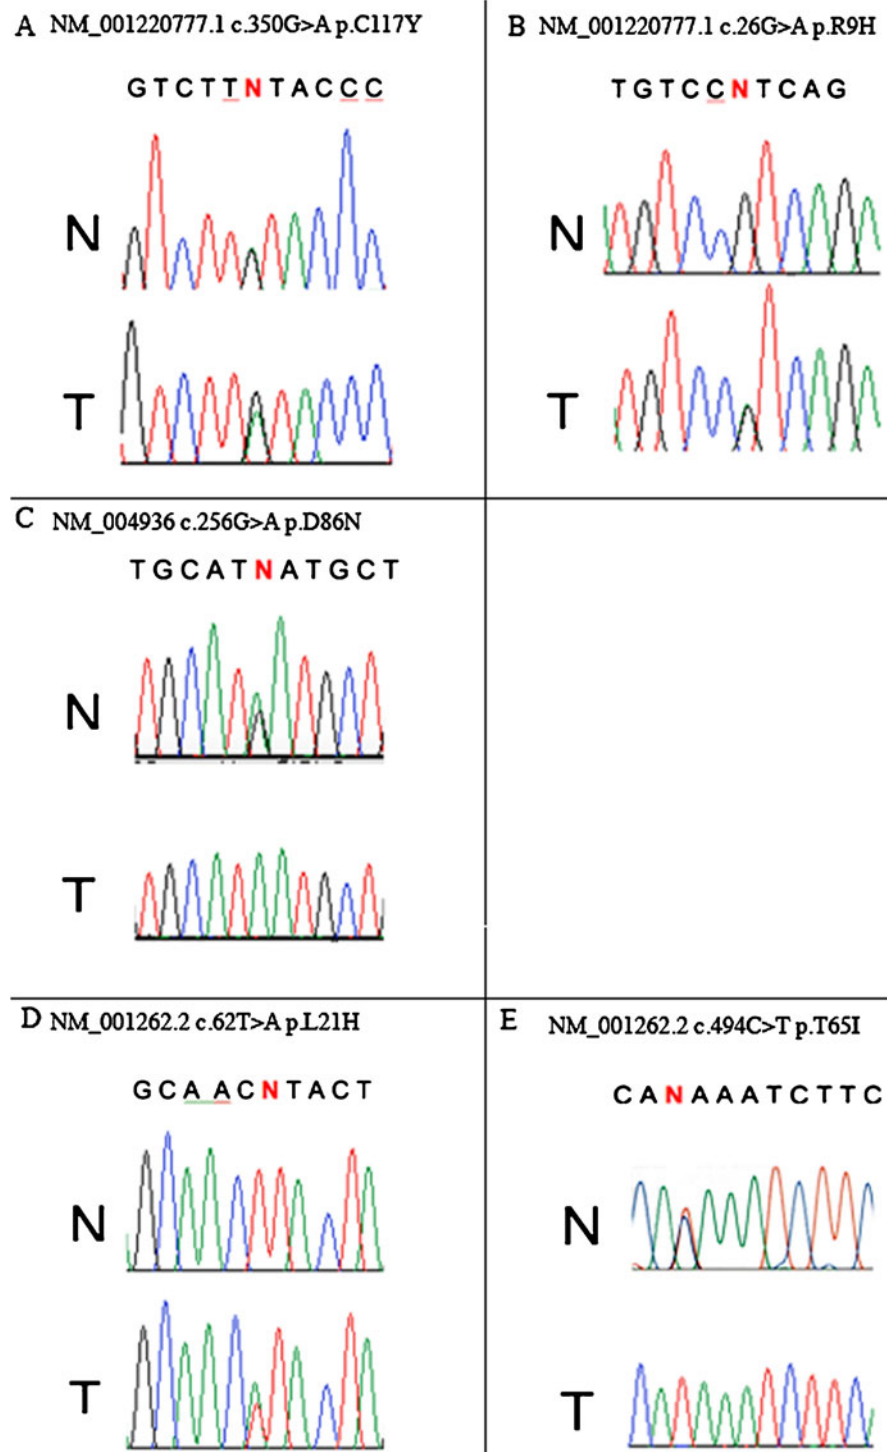 A NM_001220777.1 c.350G>A p.C117Y
GTCTTNTACCC
N
T
B NM_001220777.1 c.26G>A p.R9H
TGTCCNTCAG
N
T
C NM_004936 c.256G>A p.D86N
TGCATNATGCT
N
T
D NM_001262.2 c.62T>A p.L21H
GCAACNTACT
N
T
E NM_001262.2 c.494C>T p.T65I
CANAAATCTTC
N
T